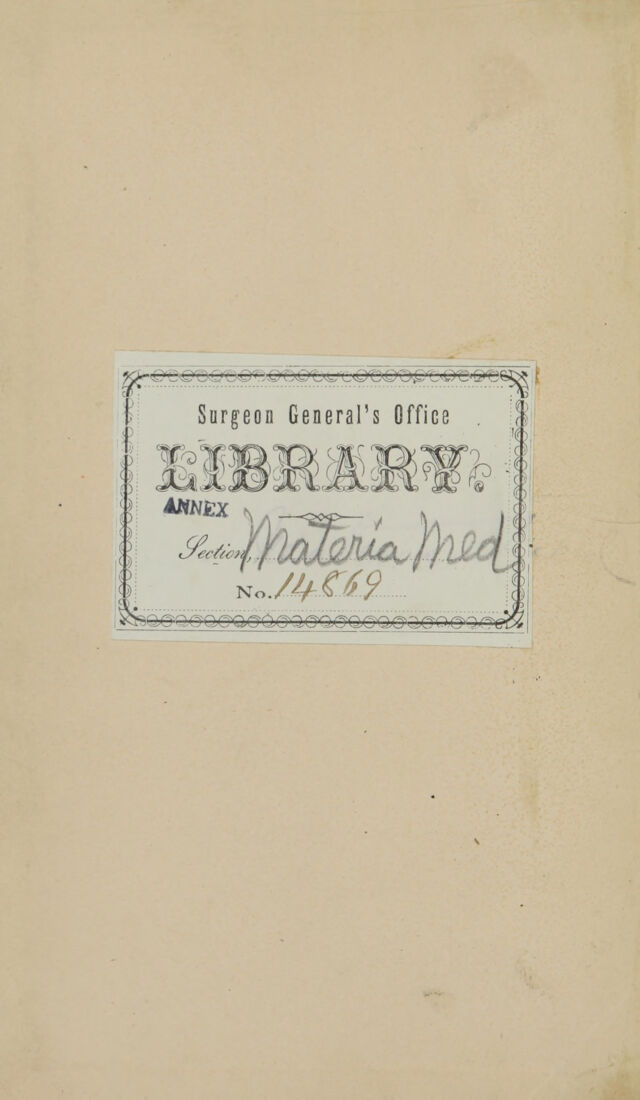 Surgeon General's Office
LIBRARY.
ANNEX
Section, Materia Med
No. 14869